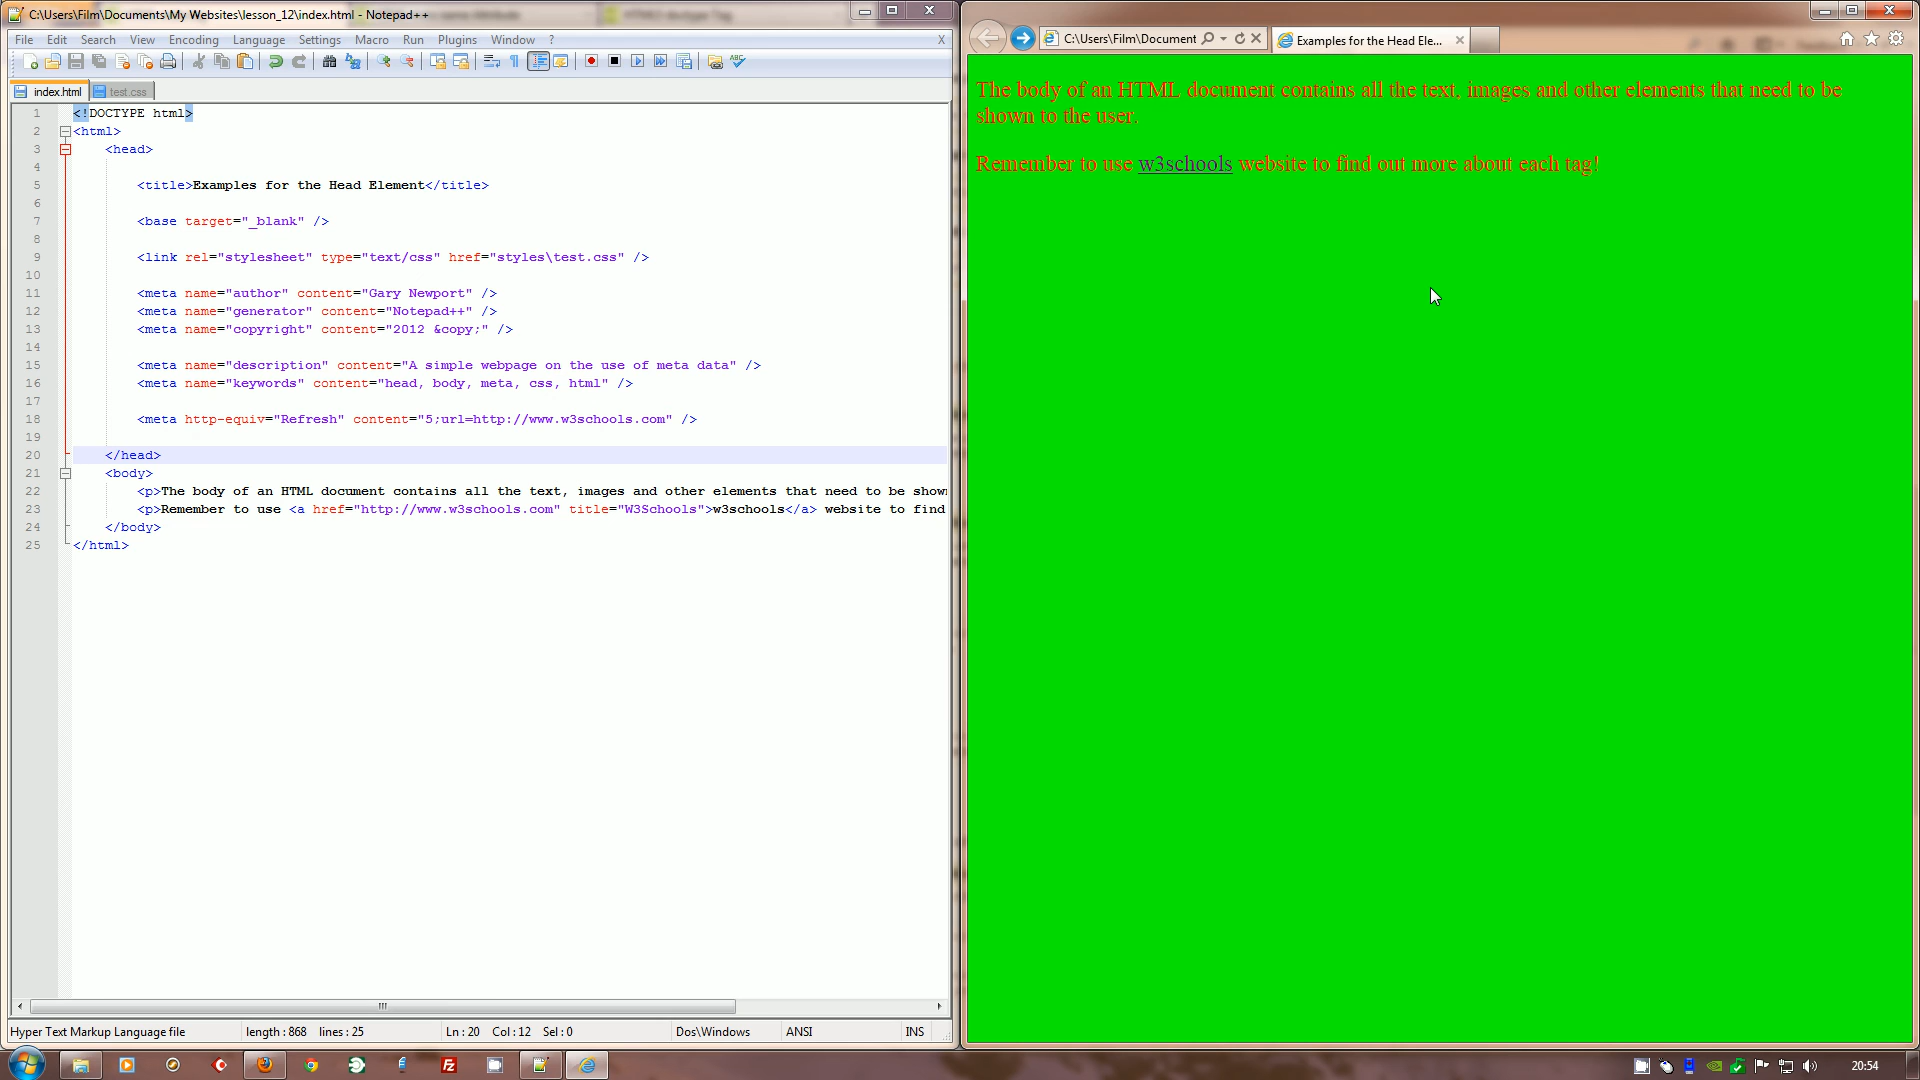 C:\Users\Film\Documents\My Websites\lesson_12\index.html - Notepad++
File Edit Search View Encoding Language Settings Macro Run Plugins Window ? X
index.html test.css
1 <!DOCTYPE html>
2 <html>
3 <head>
4
5 <title>Examples for the Head Element</title>
6
7 <base target="_blank" />
8
9 <link rel="stylesheet" type="text/css" href="styles\test.css" />
10
11 <meta name="author" content="Gary Newport" />
12 <meta name="generator" content="Notepad++" />
13 <meta name="copyright" content="2012 &copy;" />
14
15 <meta name="description" content="A simple webpage on the use of meta data" />
16 <meta name="keywords" content="head, body, meta, css, html" />
17
18 <meta http-equiv="Refresh" content="5;url=http://www.w3schools.com" />
19
20 </head>
21 <body>
22 <p>The body of an HTML document contains all the text, images and other elements that need to be show
23 <p>Remember to use <a href="http://www.w3schools.com" title="W3Schools">w3schools</a> website to find
24 </body>
25 </html>
Hyper Text Markup Language file length : 868 lines : 25 Ln : 20 Col : 12 Sel : 0 Dos\Windows ANSI INS
C:\Users\Film\Document
Examples for the Head Ele...
The body of an HTML document contains all the text, images and other elements that need to be
shown to the user.
Remember to use w3schools website to find out more about each tag!
20:54